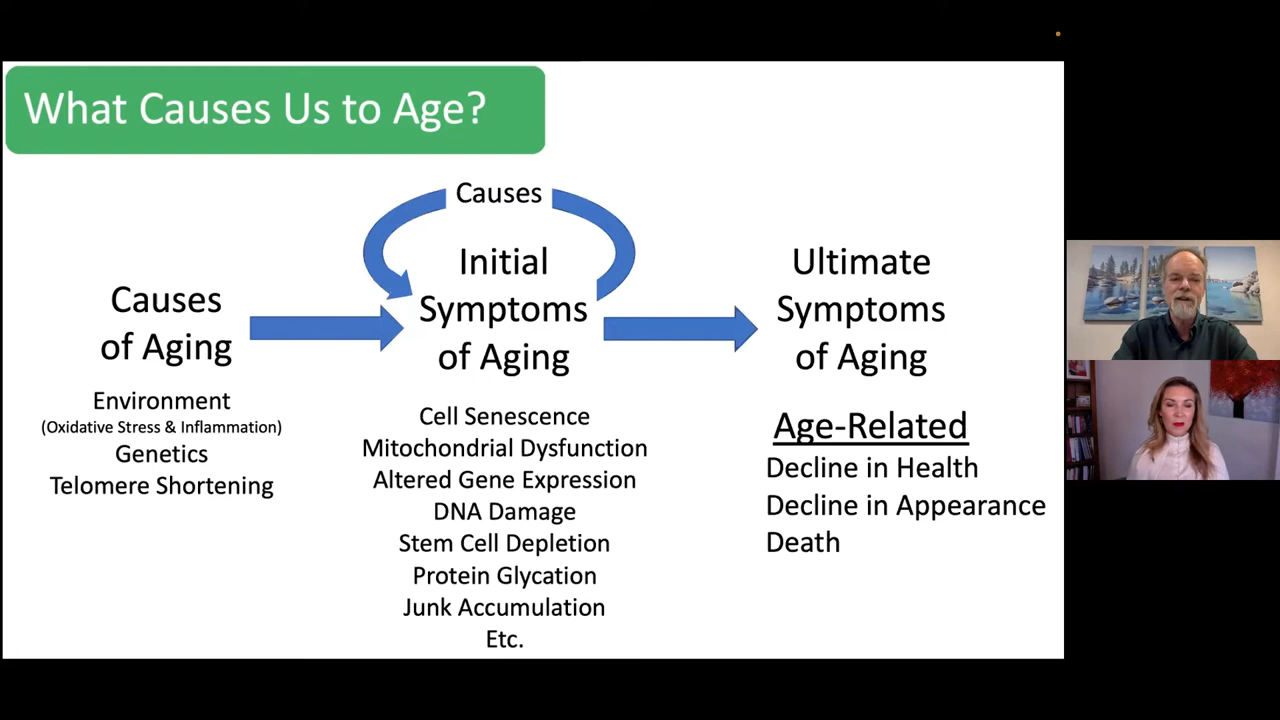 What Causes Us to Age?
Causes
of Aging
Environment
(Oxidative Stress & Inflammation)
Genetics
Telomere Shortening
Causes
Initial
Symptoms
of Aging
Cell Senescence
Mitochondrial Dysfunction
Altered Gene Expression
DNA Damage
Stem Cell Depletion
Protein Glycation
Junk Accumulation
Etc.
Ultimate
Symptoms
of Aging
Age-Related
Decline in Health
Decline in Appearance
Death